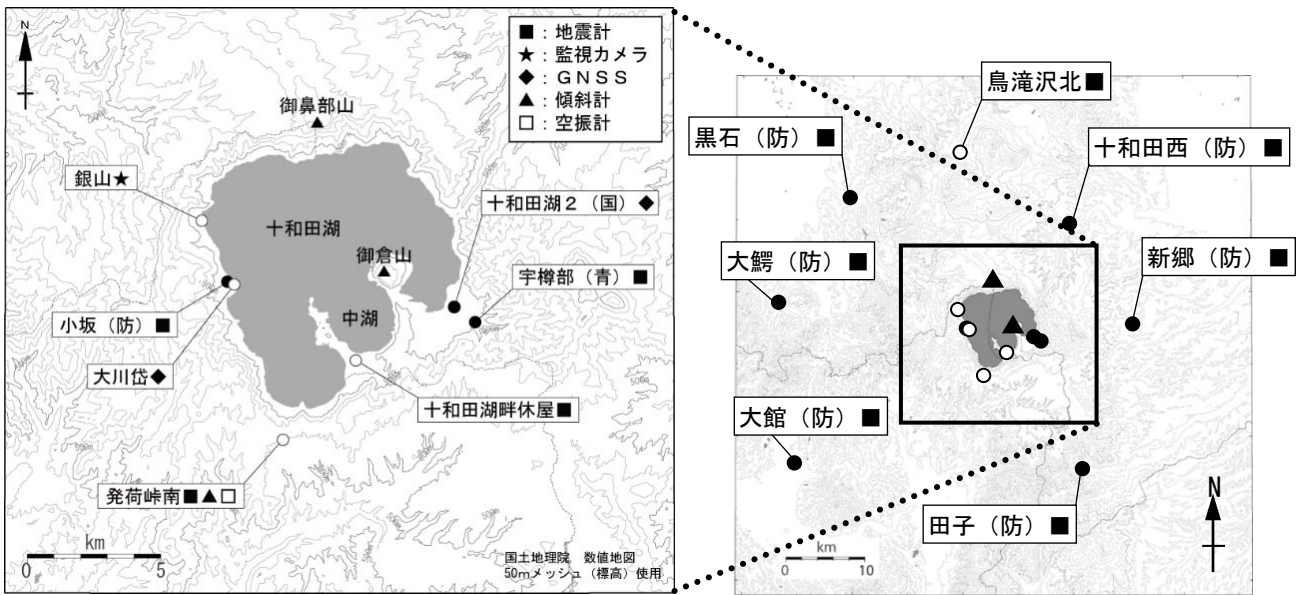 N
■：地震計
★：監視カメラ
◆：ＧＮＳＳ
▲：傾斜計
□：空振計
御鼻部山
銀山★
十和田湖２（国）◆
十和田湖
御倉山
宇樽部（青）■
小坂（防）■
中湖
大川岱◆
十和田湖畔休屋■
発荷峠南■▲□
km
0 5
国土地理院 数値地図
50mメッシュ（標高）使用
鳥滝沢北■
黒石（防）■
十和田西（防）■
大鰐（防）■
新郷（防）■
大館（防）■
田子（防）■
N
km
0 10